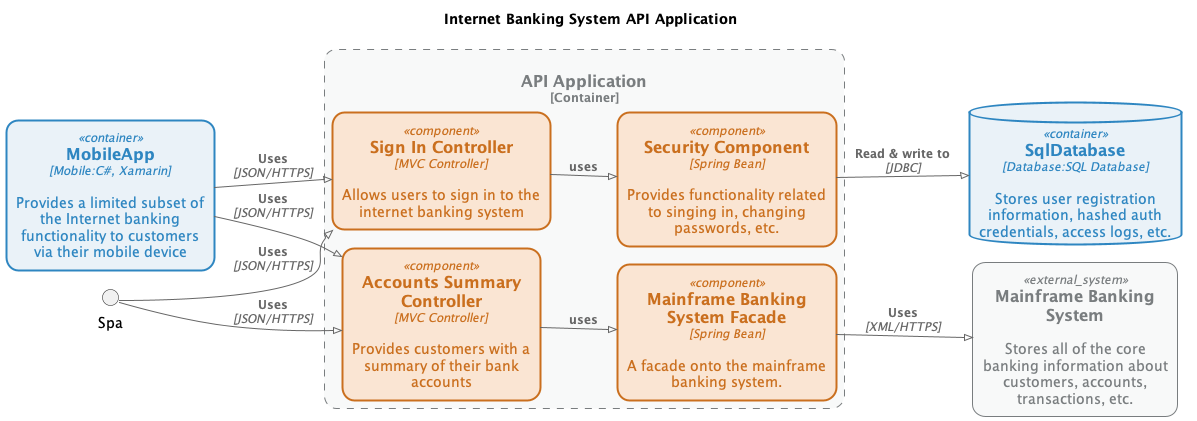 Internet Banking System API Application
API Application
[Container]
«container»
MobileApp
[Mobile:C#, Xamarin]
Provides a limited subset of
the Internet banking
functionality to customers
via their mobile device
Spa
Uses
[JSON/HTTPS]
Uses
[JSON/HTTPS]
Uses
[JSON/HTTPS]
Uses
[JSON/HTTPS]
«component»
Sign In Controller
[MVC Controller]
Allows users to sign in to the
internet banking system
uses
«component»
Security Component
[Spring Bean]
Provides functionality related
to singing in, changing
passwords, etc.
Read & write to
[JDBC]
«container»
SqlDatabase
[Database:SQL Database]
Stores user registration
information, hashed auth
credentials, access logs, etc.
«component»
Accounts Summary
Controller
[MVC Controller]
Provides customers with a
summary of their bank
accounts
uses
«component»
Mainframe Banking
System Facade
[Spring Bean]
A facade onto the mainframe
banking system.
Uses
[XML/HTTPS]
«external_system»
Mainframe Banking
System
Stores all of the core
banking information about
customers, accounts,
transactions, etc.